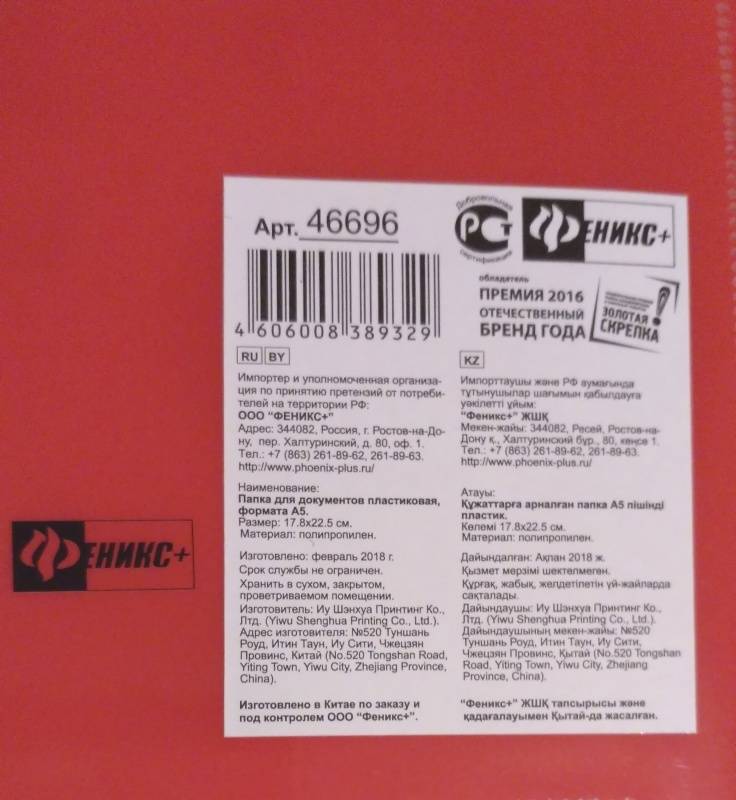 Арт. 46696
4 606008 389329
Добровольная
РСТ
сертификация
ФЕНИКС+
обладатель
ПРЕМИЯ 2016
ОТЕЧЕСТВЕННЫЙ
БРЕНД ГОДА
ЗОЛОТАЯ
СКРЕПКА
RU BY
Импортер и уполномоченная организа-
ция по принятию претензий от потреби-
телей на территории РФ:
ООО "ФЕНИКС+"
Адрес: 344082, Россия, г. Ростов-на-До-
ну, пер. Халтуринский, д. 80, оф. 1.
Тел.: +7 (863) 261-89-62, 261-89-63.
http://www.phoenix-plus.ru/
Наименование:
Папка для документов пластиковая,
формата А5.
Размер: 17.8x22.5 см.
Материал: полипропилен.
Изготовлено: февраль 2018 г.
Срок службы не ограничен.
Хранить в сухом, закрытом,
проветриваемом помещении.
Изготовитель: Иу Шэнхуа Принтинг Ко.,
Лтд. (Yiwu Shenghua Printing Co., Ltd.).
Адрес изготовителя: №520 Туншань
Роуд, Итин Таун, Иу Сити, Чжецзян
Провинс, Китай (No.520 Tongshan Road,
Yiting Town, Yiwu City, Zhejiang Province,
China).
Изготовлено в Китае по заказу и
под контролем ООО "Феникс+".
KZ
Импорттаушы және РФ аумағында
тұтынушылар шағымын қабылдауға
уәкілетті ұйым:
"Феникс+" ЖШҚ
Мекен-жайы: 344082, Ресей, Ростов-на-
Дону қ., Халтуринский бұр., 80, кеңсе 1.
Тел.: +7 (863) 261-89-62, 261-89-63.
http://www.phoenix-plus.ru/
Атауы:
Құжаттарға арналған папка А5 пішінді
пластик.
Көлемі 17.8x22.5 см.
Материал: полипропилен.
Дайындалған: Ақпан 2018 ж.
Қызмет мерзімі шектелмеген.
Құрғақ, жабық, желдетілетін үй-жайларда
сақталады.
Дайындаушы: Иу Шэнхуа Принтинг Ко.,
Лтд. (Yiwu Shenghua Printing Co., Ltd.).
Дайындаушының мекен-жайы: №520
Туншань Роуд, Итин Таун, Иу Сити,
Чжецзян Провинс, Қытай (No.520 Tongshan
Road, Yiting Town, Yiwu City, Zhejiang
Province, China).
"Феникс+" ЖШҚ тапсырысы және
қадағалауымен Қытай-да жасалған.
ФЕНИКС+